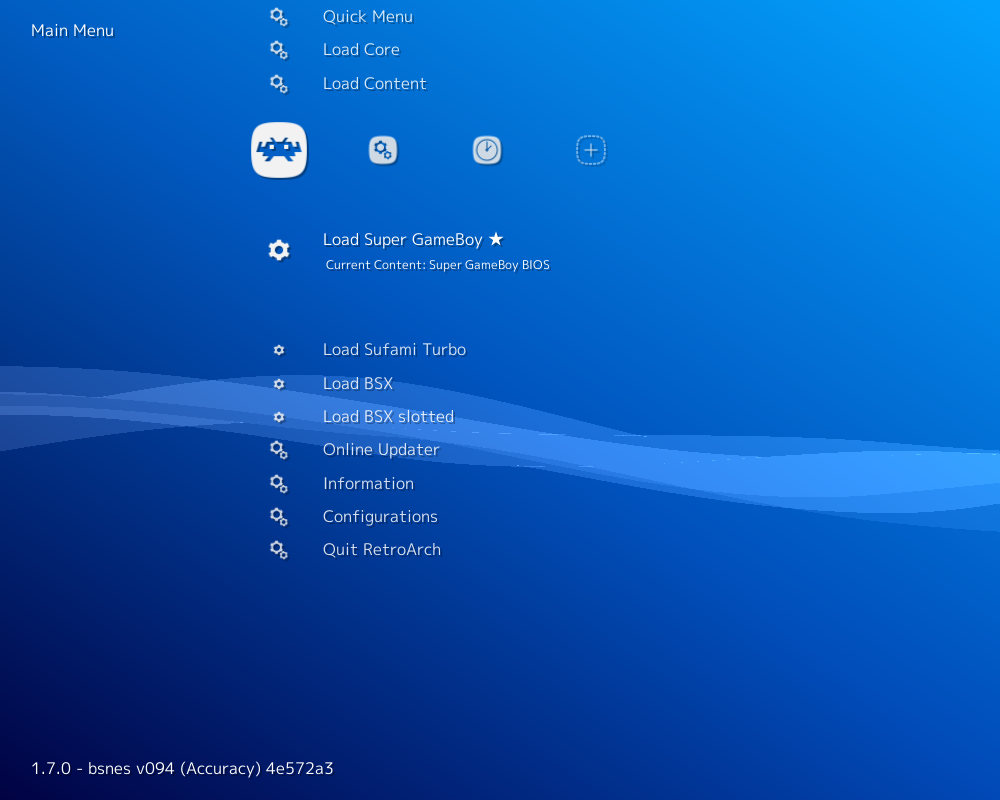 Main Menu
Quick Menu
Load Core
Load Content
Load Super GameBoy ★
Current Content: Super GameBoy BIOS
Load Sufami Turbo
Load BSX
Load BSX slotted
Online Updater
Information
Configurations
Quit RetroArch
1.7.0 - bsnes v094 (Accuracy) 4e572a3